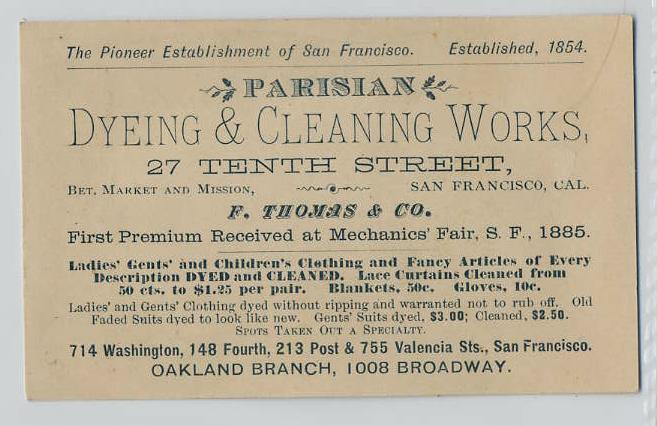 The Pioneer Establishment of San Francisco. Established, 1854.
PARISIAN
DYEING & CLEANING WORKS,
27 TENTH STREET,
BET. MARKET AND MISSION, SAN FRANCISCO, CAL.
F. THOMAS & CO.
First Premium Received at Mechanics' Fair, S. F., 1885.
Ladies' Gents' and Children's Clothing and Fancy Articles of Every
Description DYED and CLEANED. Lace Curtains Cleaned from
50 cts. to $1.25 per pair. Blankets, 50c. Gloves, 10c.
Ladies' and Gents' Clothing dyed without ripping and warranted not to rub off. Old
Faded Suits dyed to look like new. Gents' Suits dyed, $3.00; Cleaned, $2.50.
SPOTS TAKEN OUT A SPECIALTY.
714 Washington, 148 Fourth, 213 Post & 755 Valencia Sts., San Francisco.
OAKLAND BRANCH, 1008 BROADWAY.